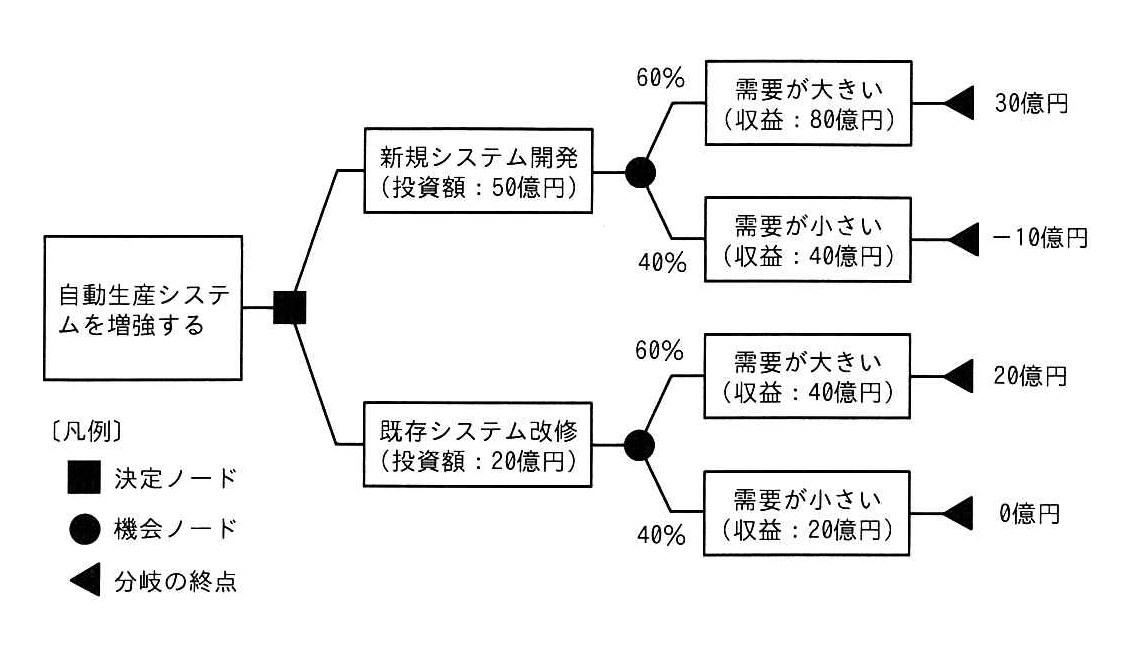 60%
需要が大きい
(収益：80億円)
30億円
新規システム開発
(投資額：50億円)
40%
需要が小さい
(収益：40億円)
－10億円
自動生産システ
ムを増強する
60%
需要が大きい
(収益：40億円)
20億円
既存システム改修
(投資額：20億円)
40%
需要が小さい
(収益：20億円)
0億円
〔凡例〕
決定ノード
機会ノード
分岐の終点